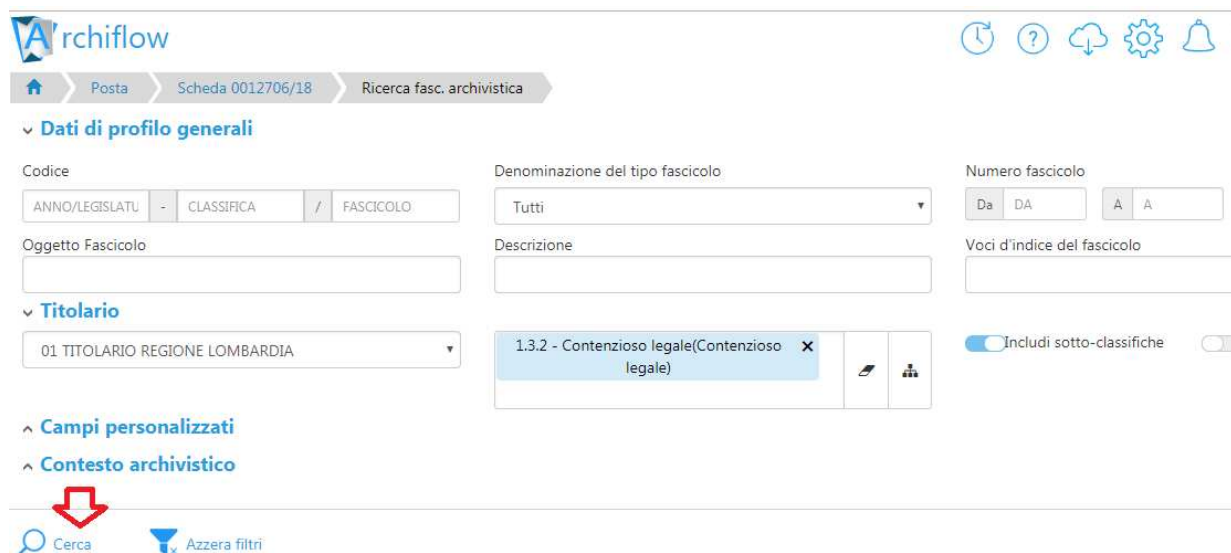 Archiflow
?
Posta
Scheda 0012706/18
Ricerca fasc. archivistica
Dati di profilo generali
Codice
Denominazione del tipo fascicolo
Numero fascicolo
ANNO/LEGISLATU - CLASSIFICA / FASCICOLO
Tutti
Da DA A A
Oggetto Fascicolo
Descrizione
Voci d'indice del fascicolo
Titolario
01 TITOLARIO REGIONE LOMBARDIA
1.3.2 - Contenzioso legale(Contenzioso
legale)
Includi sotto-classifiche
Campi personalizzati
Contesto archivistico
Cerca
Azzera filtri